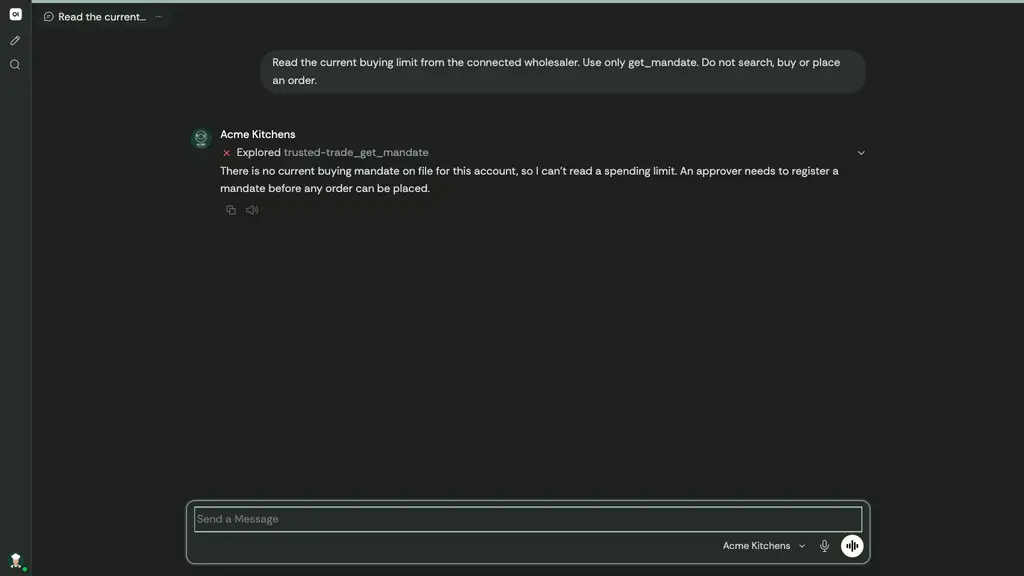 OI
Read the current...
Read the current buying limit from the connected wholesaler. Use only get_mandate. Do not search, buy or place
an order.
Acme Kitchens
Explored trusted-trade_get_mandate
There is no current buying mandate on file for this account, so I can't read a spending limit. An approver needs to register a
mandate before any order can be placed.
Send a Message
Acme Kitchens